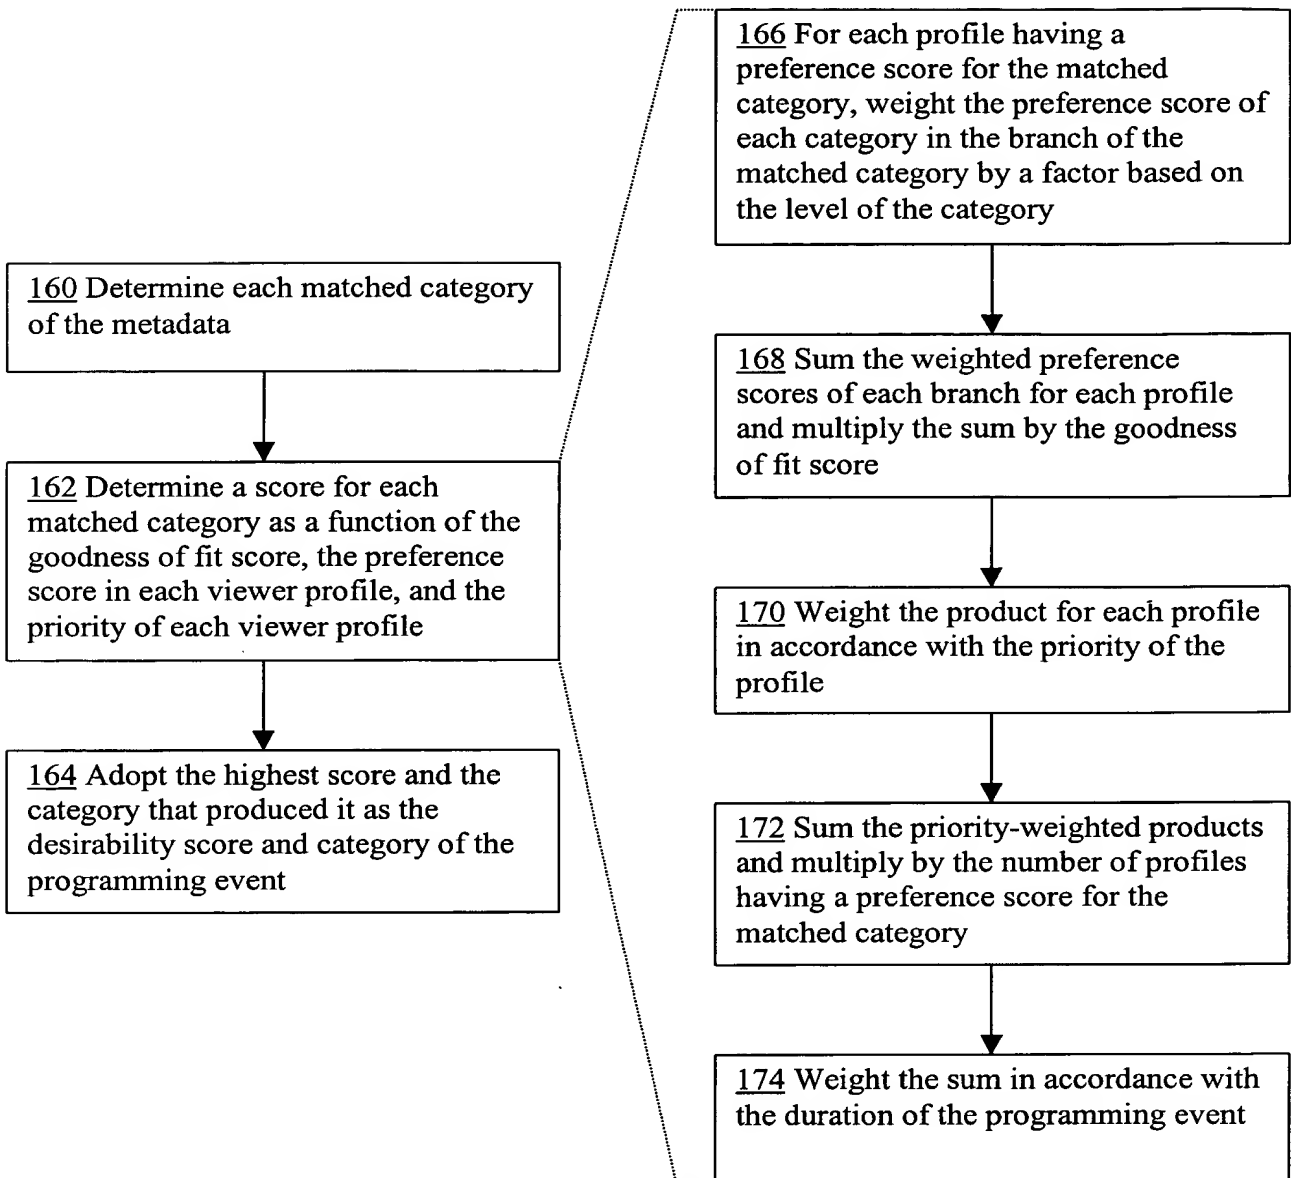 160 Determine each matched category
of the metadata
162 Determine a score for each
matched category as a function of the
goodness of fit score, the preference
score in each viewer profile, and the
priority of each viewer profile
164 Adopt the highest score and the
category that produced it as the
desirability score and category of the
programming event
166 For each profile having a
preference score for the matched
category, weight the preference score of
each category in the branch of the
matched category by a factor based on
the level of the category
168 Sum the weighted preference
scores of each branch for each profile
and multiply the sum by the goodness
of fit score
170 Weight the product for each profile
in accordance with the priority of the
profile
172 Sum the priority-weighted products
and multiply by the number of profiles
having a preference score for the
matched category
174 Weight the sum in accordance with
the duration of the programming event